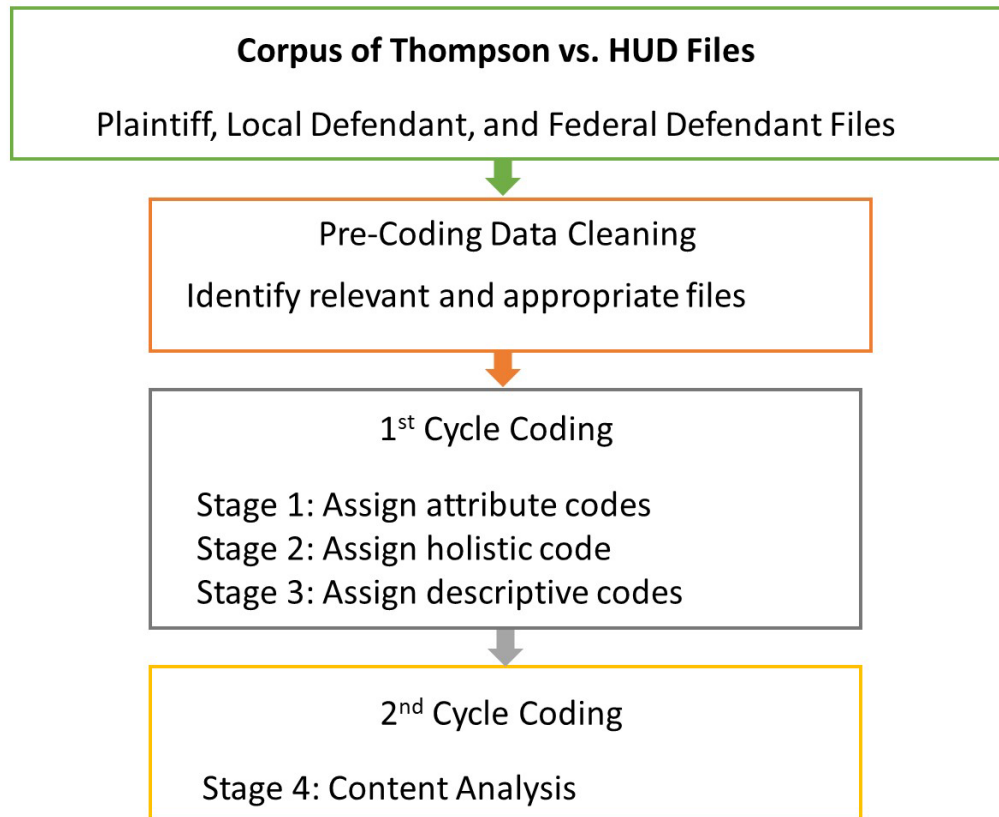 Corpus of Thompson vs. HUD Files
Plaintiff, Local Defendant, and Federal Defendant Files
Pre-Coding Data Cleaning
Identify relevant and appropriate files
1st Cycle Coding
Stage 1: Assign attribute codes
Stage 2: Assign holistic code
Stage 3: Assign descriptive codes
2nd Cycle Coding
Stage 4: Content Analysis